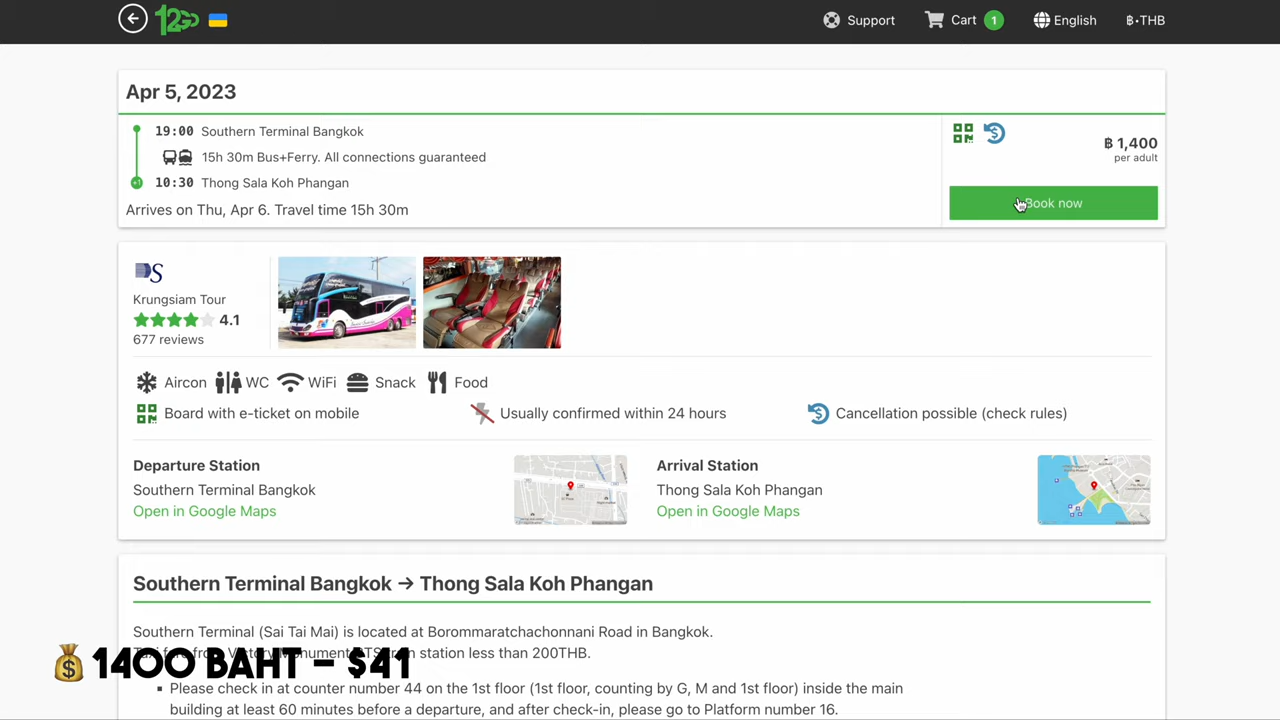 12GO
Support
Cart 1
English
฿•THB
Apr 5, 2023
19:00 Southern Terminal Bangkok
15h 30m Bus+Ferry. All connections guaranteed
+1 10:30 Thong Sala Koh Phangan
Arrives on Thu, Apr 6. Travel time 15h 30m
฿ 1,400
per adult
Book now
Krungsiam Tour
4.1
677 reviews
Aircon WC WiFi Snack Food
Board with e-ticket on mobile
Usually confirmed within 24 hours
Cancellation possible (check rules)
Departure Station
Southern Terminal Bangkok
Open in Google Maps
Arrival Station
Thong Sala Koh Phangan
Open in Google Maps
Southern Terminal Bangkok → Thong Sala Koh Phangan
Southern Terminal (Sai Tai Mai) is located at Borommaratchachonnani Road in Bangkok.
Victory Monument station less than 200THB.
💰1400 BAHT – $41
▪ Please check in at counter number 44 on the 1st floor (1st floor, counting by G, M and 1st floor) inside the main
building at least 60 minutes before a departure, and after check-in, please go to Platform number 16.